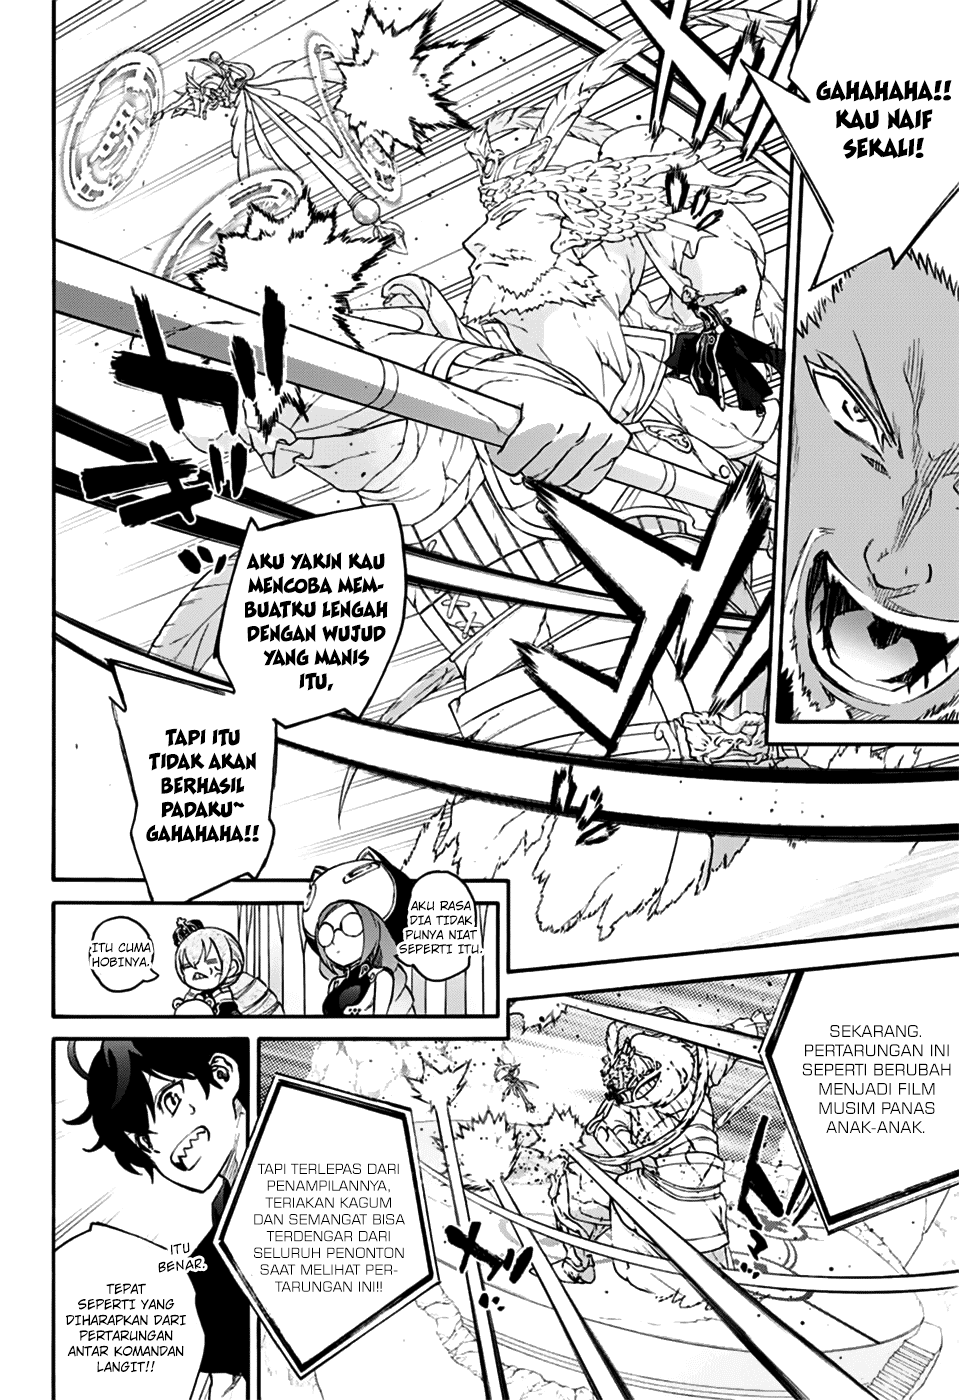 GAHAHAHA!!
KAU NAIF
SEKALI!
AKU YAKIN KAU
MENCOBA MEM-
BUATKU LENGAH
DENGAN WUJUD
YANG MANIS
ITU,
TAPI ITU
TIDAK AKAN
BERHASIL
PADAKU~
GAHAHAHA!!
AKU RASA
DIA TIDAK
PUNYA NIAT
SEPERTI ITU.
ITU CUMA
HOBINYA.
SEKARANG.
PERTARUNGAN INI
SEPERTI BERUBAH
MENJADI FILM
MUSIM PANAS
ANAK-ANAK.
TAPI TERLEPAS DARI
PENAMPILANNYA,
TERIAKAN KAGUM
DAN SEMANGAT BISA
TERDENGAR DARI
SELURUH PENONTON
SAAT MELIHAT PER-
TARUNGAN INI!!!
ITU
BENAR.
TEPAT
SEPERTI YANG
DIHARAPKAN DARI
PERTARUNGAN
ANTAR KOMANDAN
LANGIT!!